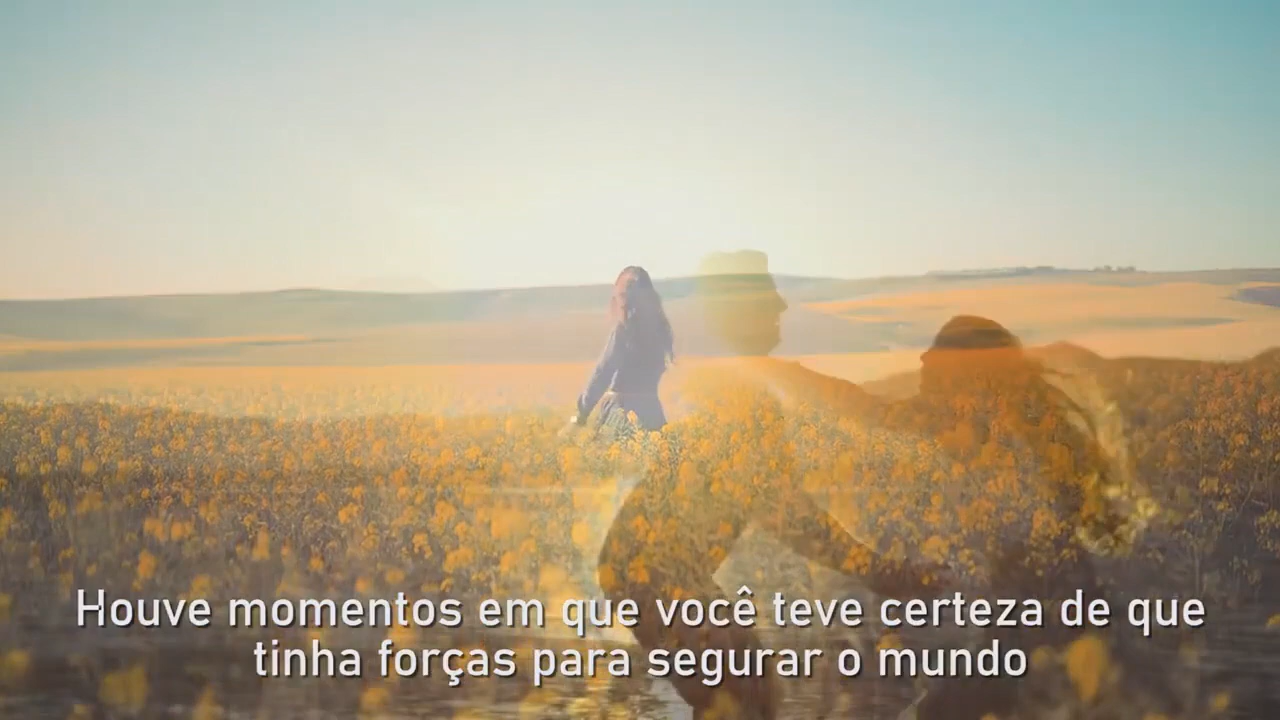 Houve momentos em que você teve certeza de que
tinha forças para segurar o mundo